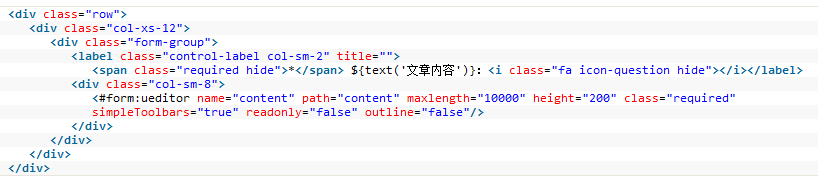 <div class="row">
<div class="col-xs-12">
<div class="form-group">
<label class="control-label col-sm-2" title="">
<span class="required hide">*</span> ${text('文章内容')}: <i class="fa icon-question hide"></i></label>
<div class="col-sm-8">
<#form:ueditor name="content" path="content" maxlength="10000" height="200" class="required"
simpleToolbars="true" readonly="false" outline="false"/>
</div>
</div>
</div>
</div>